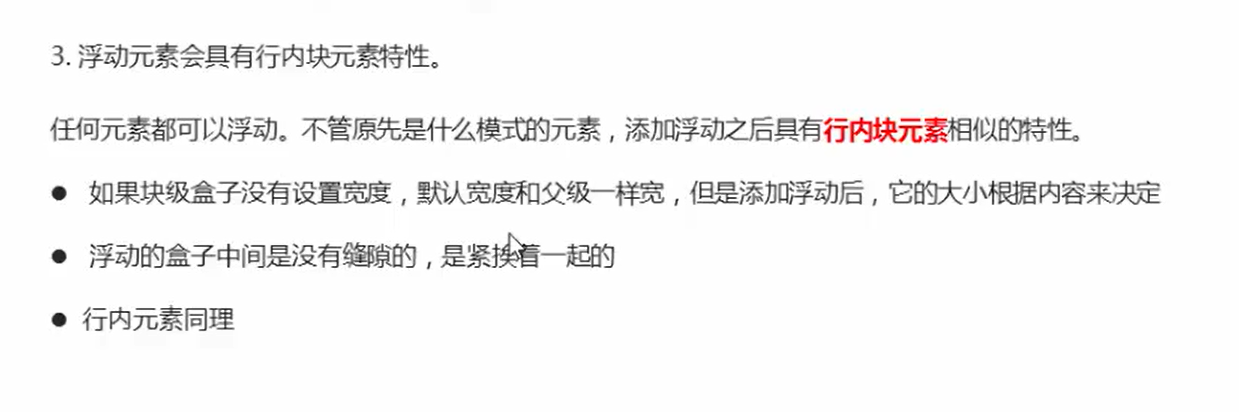 3. 浮动元素会具有行内块元素特性。
任何元素都可以浮动。不管原先是什么模式的元素，添加浮动之后具有行内块元素相似的特性。
● 如果块级盒子没有设置宽度，默认宽度和父级一样宽，但是添加浮动后，它的大小根据内容来决定
● 浮动的盒子中间是没有缝隙的，是紧挨着一起的
● 行内元素同理